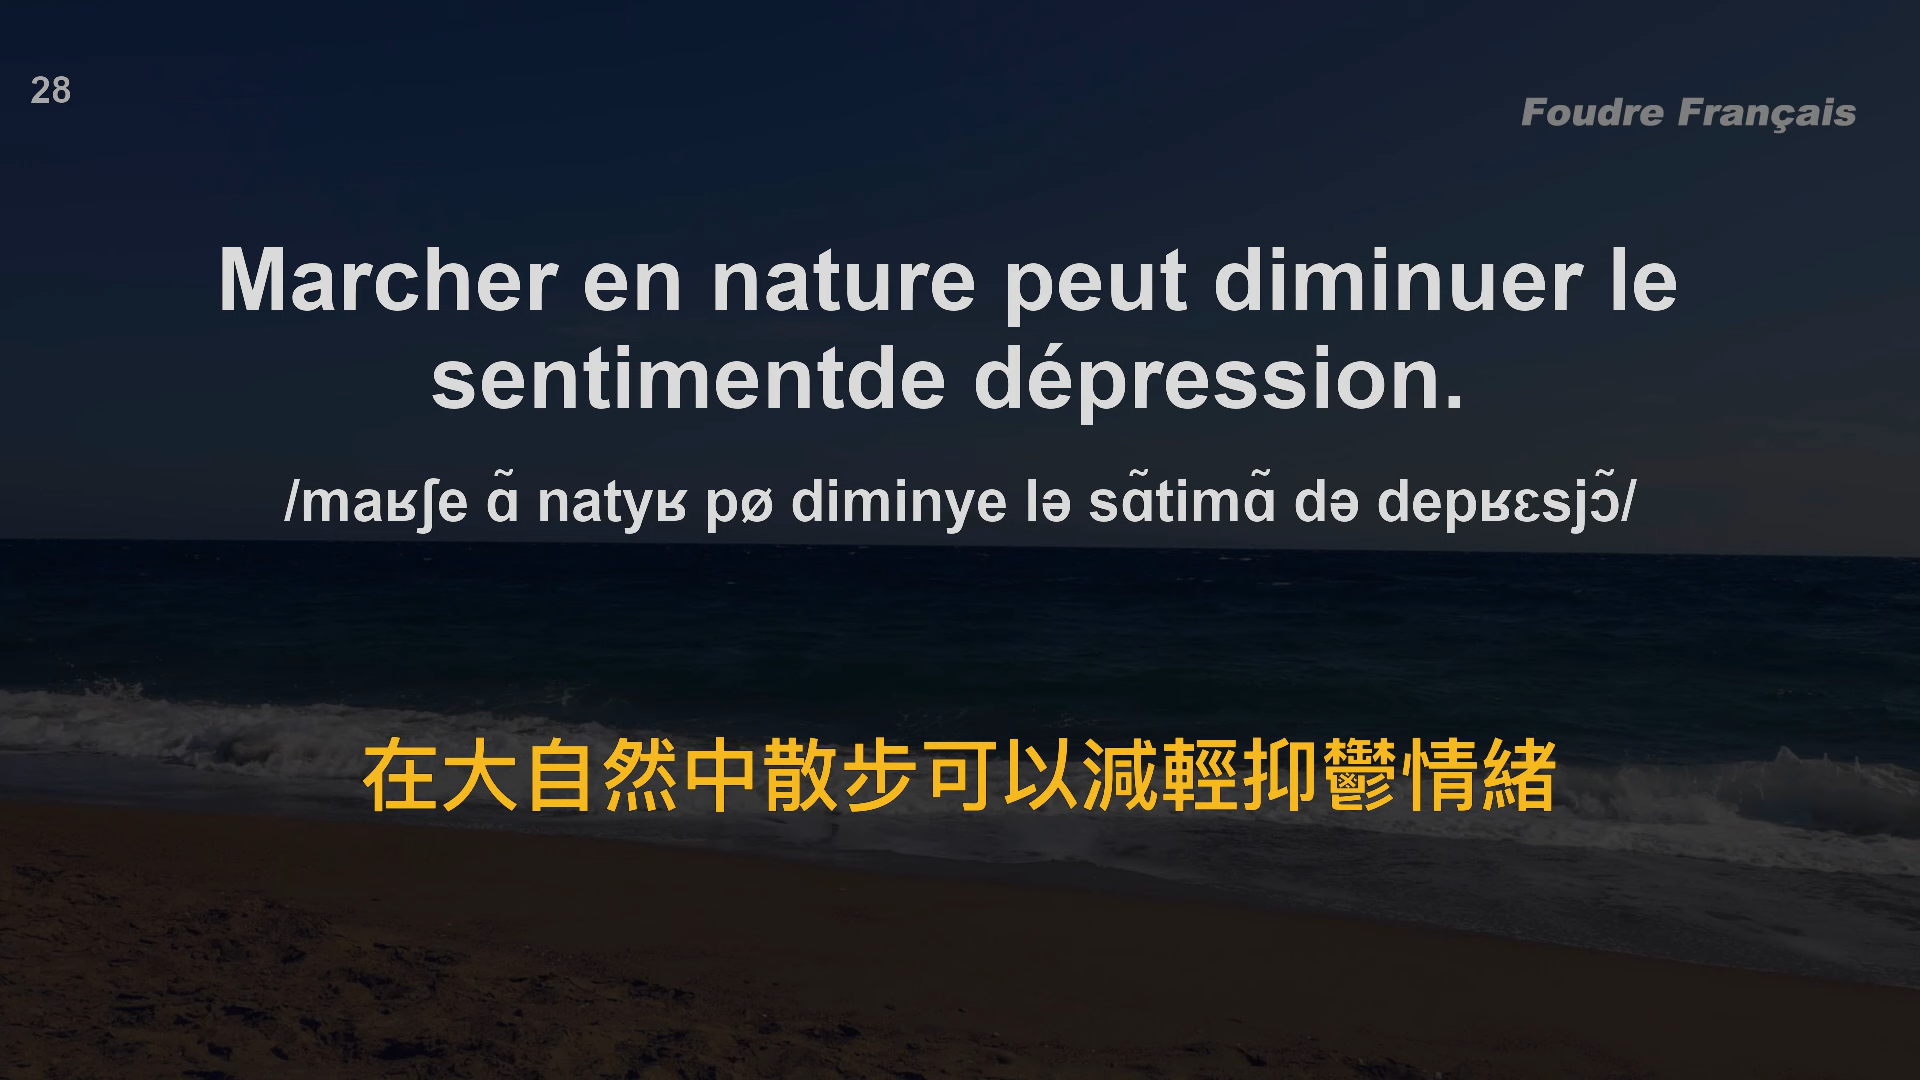 28
Foudre Français
Marcher en nature peut diminuer le
sentimentde dépression.
/maʁʃe ɑ̃ natyʁ pø diminye lə sɑ̃timɑ̃ də depʁɛsjɔ̃/
在大自然中散步可以減輕抑鬱情緒